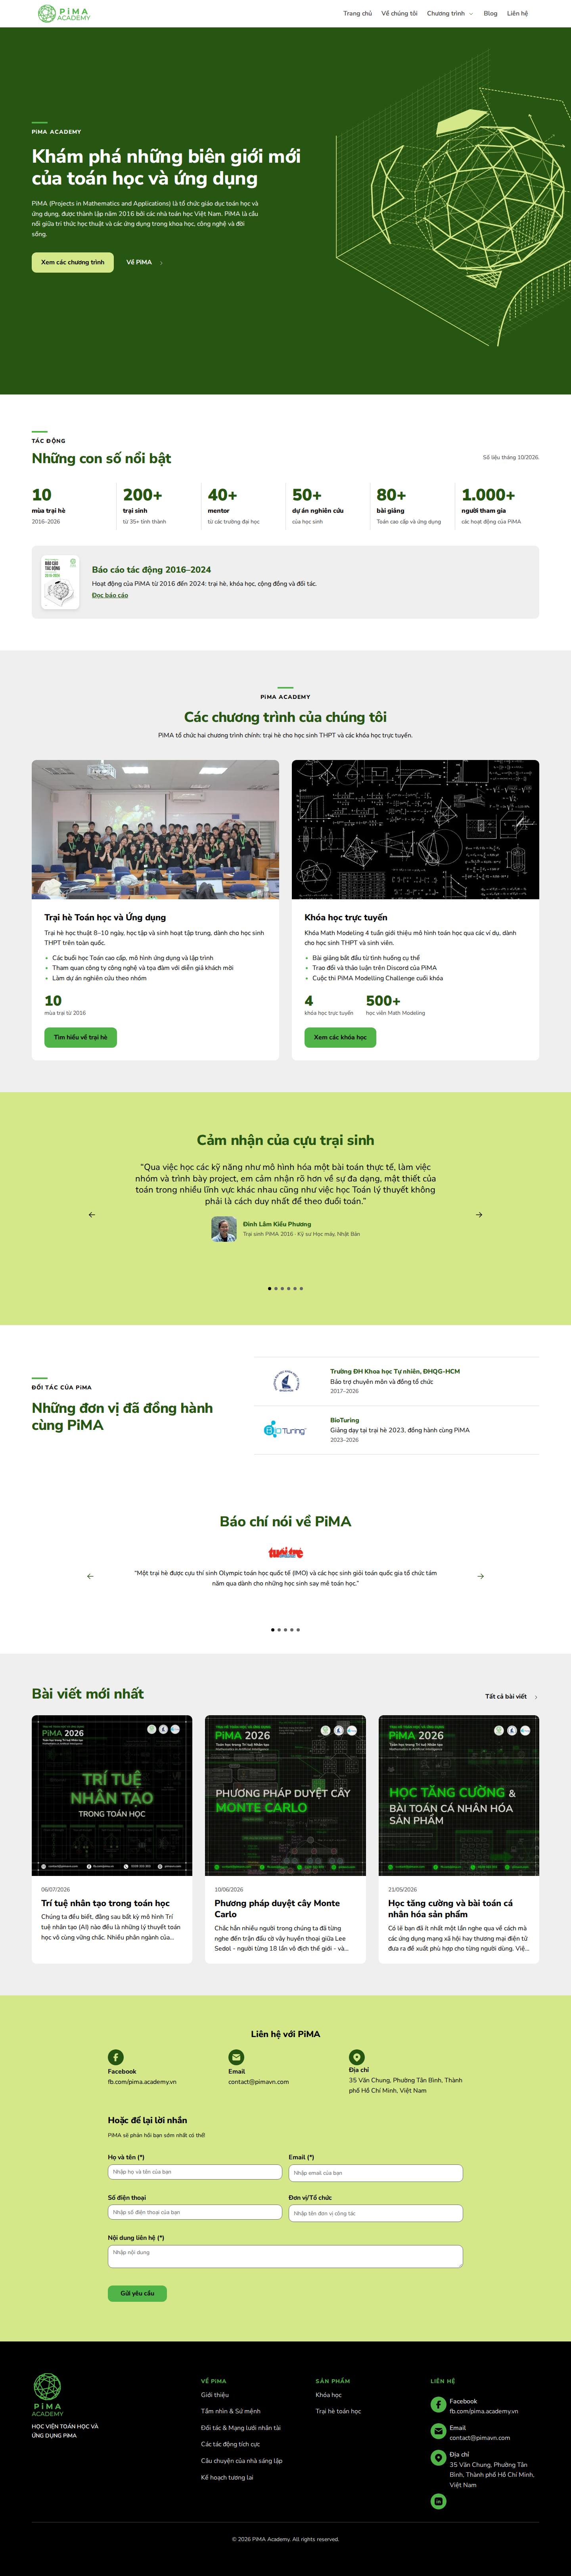 PiMA
ACADEMY
Trang chủ
Về chúng tôi
Chương trình
Blog
Liên hệ
PiMA ACADEMY
Khám phá những biên giới mới
của toán học và ứng dụng
PiMA (Projects in Mathematics and Applications) là tổ chức giáo dục toán học và
ứng dụng, được thành lập năm 2016 bởi các nhà toán học Việt Nam. PiMA là cầu
nối giữa tri thức học thuật và các ứng dụng trong khoa học, công nghệ và đời
sống.
Xem các chương trình
Về PiMA
TÁC ĐỘNG
Những con số nổi bật
Số liệu tháng 10/2026.
10
mùa trại hè
2016–2026
200+
trại sinh
từ 35+ tỉnh thành
40+
mentor
từ các trường đại học
50+
dự án nghiên cứu
của học sinh
80+
bài giảng
Toán cao cấp và ứng dụng
1.000+
người tham gia
các hoạt động của PiMA
BÁO CÁO
TÁC ĐỘNG
Báo cáo tác động 2016–2024
Hoạt động của PiMA từ 2016 đến 2024: trại hè, khóa học, cộng đồng và đối tác.
Đọc báo cáo
PiMA ACADEMY
Các chương trình của chúng tôi
PiMA tổ chức hai chương trình chính: trại hè cho học sinh THPT và các khóa học trực tuyến.
Trại hè Toán học và Ứng dụng
Trại hè học thuật 8–10 ngày, học tập và sinh hoạt tập trung, dành cho học sinh
THPT trên toàn quốc.
Các buổi học Toán cao cấp, mô hình ứng dụng và lập trình
Tham quan công ty công nghệ và tọa đàm với diễn giả khách mời
Làm dự án nghiên cứu theo nhóm
10
mùa trại từ 2016
Tìm hiểu về trại hè
Khóa học trực tuyến
Khóa Math Modeling 4 tuần giới thiệu mô hình toán học qua các ví dụ, dành
cho học sinh THPT và sinh viên.
Bài giảng bắt đầu từ tình huống cụ thể
Trao đổi và thảo luận trên Discord của PiMA
Cuộc thi PiMA Modelling Challenge cuối khóa
4
khóa học trực tuyến
500+
học viên Math Modeling
Xem các khóa học
Cảm nhận của cựu trại sinh
“Qua việc học các kỹ năng như mô hình hóa một bài toán thực tế, làm việc
nhóm và trình bày project, em cảm nhận rõ hơn về sự đa dạng, mật thiết của
toán trong nhiều lĩnh vực khác nhau cũng như việc học Toán lý thuyết không
phải là cách duy nhất để theo đuổi toán.”
Đinh Lâm Kiều Phương
Trại sinh PiMA 2016 · Kỹ sư Học máy, Nhật Bản
ĐỐI TÁC CỦA PiMA
Những đơn vị đã đồng hành
cùng PiMA
Trường ĐH Khoa học Tự nhiên, ĐHQG-HCM
Bảo trợ chuyên môn và đồng tổ chức
2017–2026
BioTuring
BioTuring
Giảng dạy tại trại hè 2023, đồng hành cùng PiMA
2023–2026
Báo chí nói về PiMA
tuổi trẻ
“Một trại hè được cựu thí sinh Olympic toán học quốc tế (IMO) và các học sinh giỏi toán quốc gia tổ chức tám
năm qua dành cho những học sinh say mê toán học.”
Bài viết mới nhất
Tất cả bài viết
PiMA 2026
TRÍ TUỆ
NHÂN TẠO
TRONG TOÁN HỌC
06/07/2026
Trí tuệ nhân tạo trong toán học
Chúng ta đều biết, đằng sau bất kỳ mô hình Trí
tuệ nhân tạo (AI) nào đều là những lý thuyết toán
học vô cùng vững chắc. Nhiều phân ngành của...
PiMA 2026
PHƯƠNG PHÁP DUYỆT CÂY
MONTE CARLO
10/06/2026
Phương pháp duyệt cây Monte
Carlo
Chắc hẳn nhiều người trong chúng ta đã từng
nghe đến trận đấu cờ vây huyền thoại giữa Lee
Sedol - người từng 18 lần vô địch thế giới - và...
PiMA 2026
HỌC TĂNG CƯỜNG &
BÀI TOÁN CÁ NHÂN HÓA
SẢN PHẨM
21/05/2026
Học tăng cường và bài toán cá
nhân hóa sản phẩm
Có lẽ bạn đã ít nhất một lần nghe qua về cách mà
các ứng dụng mạng xã hội hay thương mại điện tử
đưa ra đề xuất phù hợp cho từng người dùng. Việ...
Liên hệ với PiMA
Facebook
fb.com/pima.academy.vn
Email
contact@pimavn.com
Địa chỉ
35 Văn Chung, Phường Tân Bình, Thành
phố Hồ Chí Minh, Việt Nam
Hoặc để lại lời nhắn
PiMA sẽ phản hồi bạn sớm nhất có thể!
Họ và tên (*)
Nhập họ và tên của bạn
Email (*)
Nhập email của bạn
Số điện thoại
Nhập số điện thoại của bạn
Đơn vị/Tổ chức
Nhập tên đơn vị công tác
Nội dung liên hệ (*)
Nhập nội dung
Gửi yêu cầu
PiMA
ACADEMY
HỌC VIỆN TOÁN HỌC VÀ
ỨNG DỤNG PIMA
VỀ PIMA
Giới thiệu
Tầm nhìn & Sứ mệnh
Đối tác & Mạng lưới nhân tài
Các tác động tích cực
Câu chuyện của nhà sáng lập
Kế hoạch tương lai
SẢN PHẨM
Khóa học
Trại hè toán học
LIÊN HỆ
Facebook
fb.com/pima.academy.vn
Email
contact@pimavn.com
Địa chỉ
35 Văn Chung, Phường Tân
Bình, Thành phố Hồ Chí Minh,
Việt Nam
© 2026 PiMA Academy. All rights reserved.